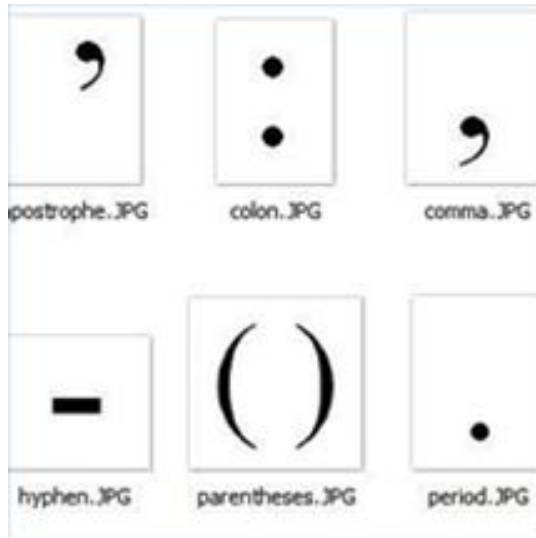 ’ : ,
postrophe.JPG colon.JPG comma.JPG
- ( ) .
hyphen.JPG parentheses.JPG period.JPG